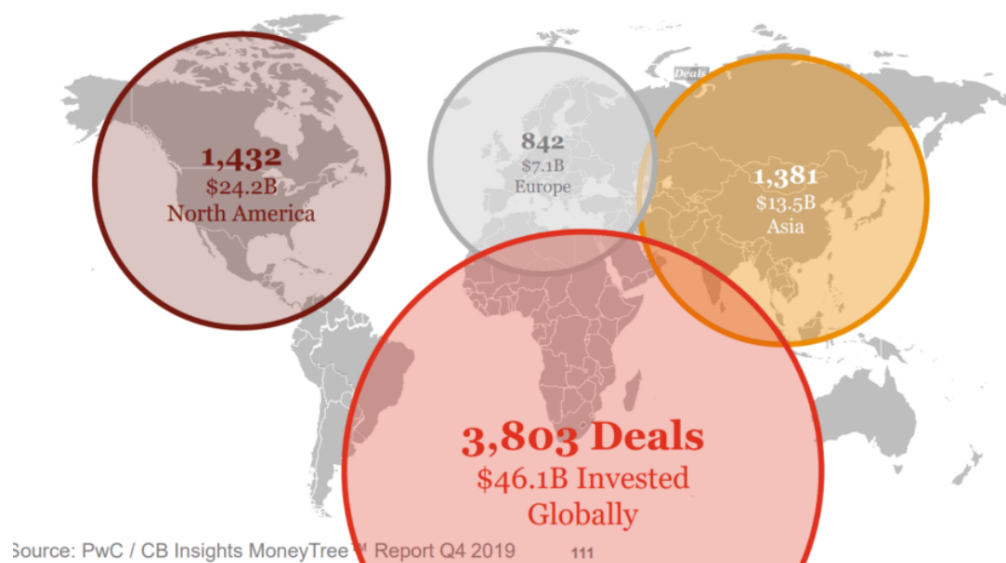 Deals
1,432
$24.2B
North America
842
$7.1B
Europe
1,381
$13.5B
Asia
3,803 Deals
$46.1B Invested
Globally
Source: PwC / CB Insights MoneyTree™ Report Q4 2019
111